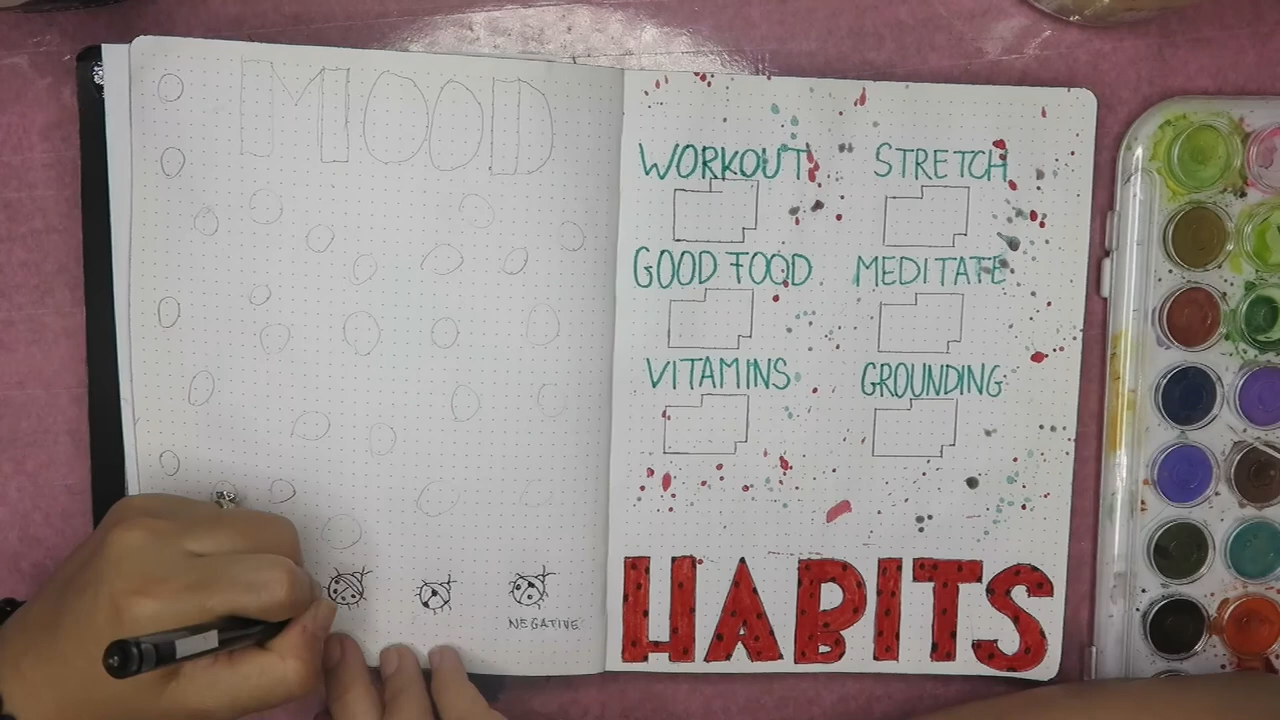 MOOD
NEGATIVE
WORKOUT STRETCH
GOOD FOOD MEDITATE
VITAMINS GROUNDING
HABITS